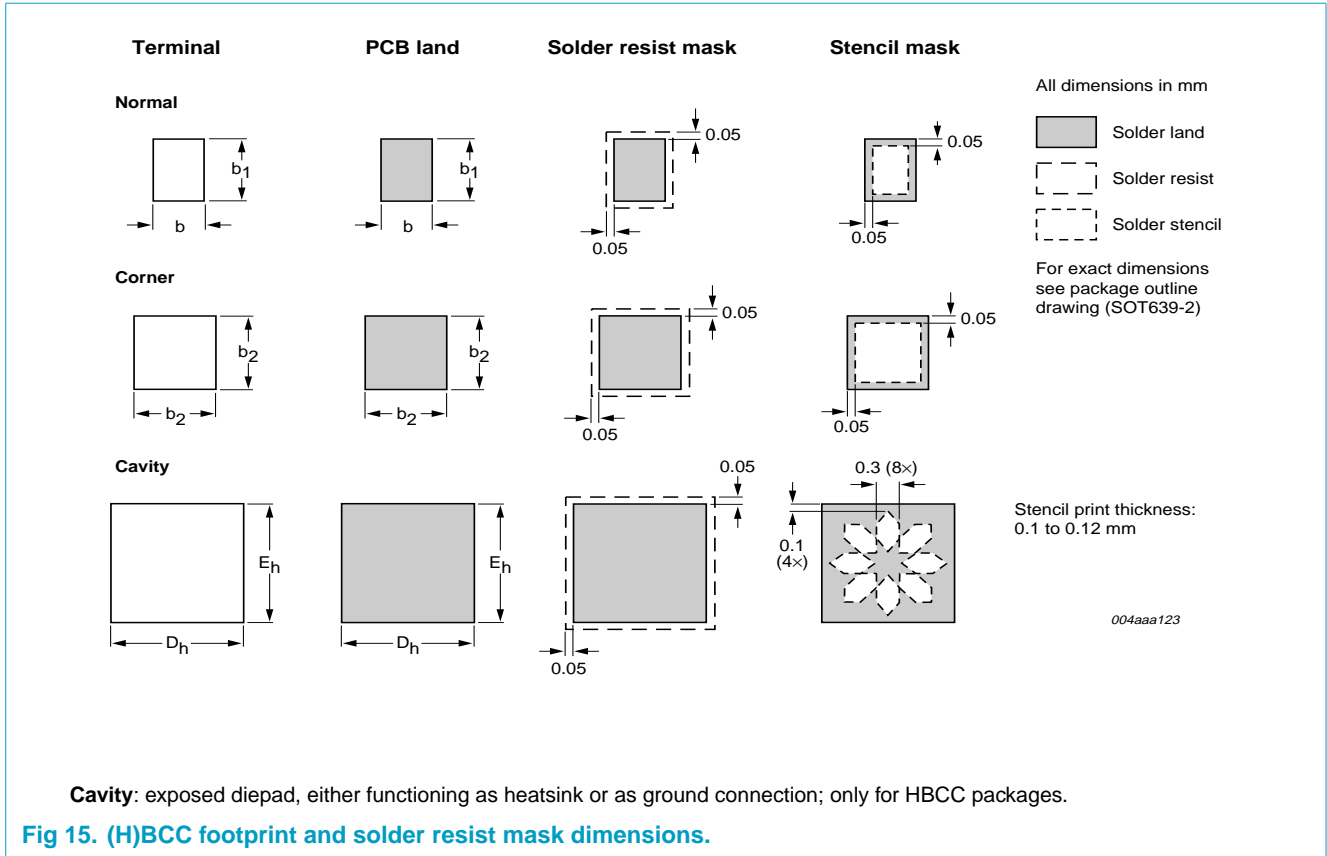 Terminal PCB land Solder resist mask Stencil mask
All dimensions in mm
Solder land
Solder resist
Solder stencil
For exact dimensions
see package outline
drawing (SOT639-2)
Normal
b1 b1 0.05 0.05
b b 0.05 0.05
Corner
b2 b2 0.05 0.05
b2 b2 0.05 0.05
Cavity
0.05 0.3 (8×)
Eh Eh 0.1
(4×)
Dh Dh 0.05
Stencil print thickness:
0.1 to 0.12 mm
004aaa123
Cavity: exposed diepad, either functioning as heatsink or as ground connection; only for HBCC packages.
Fig 15. (H)BCC footprint and solder resist mask dimensions.